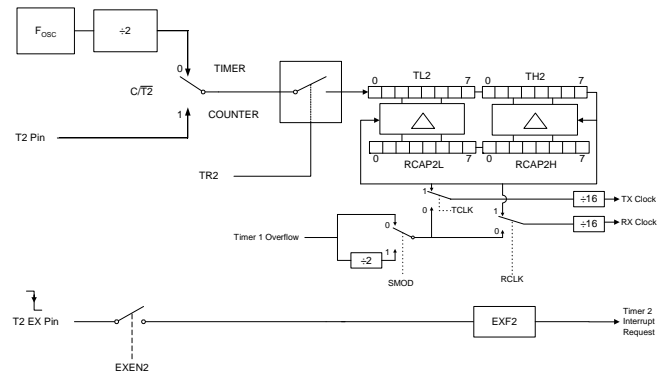 FOSC
÷2
0
TIMER
C/T2
1
COUNTER
T2 Pin
TR2
0
TL2
7
0
TH2
7
0
RCAP2L
7
0
RCAP2H
7
1
TCLK
0
÷16
TX Clock
1
0
÷16
RX Clock
Timer 1 Overflow
0
1
÷2
SMOD
RCLK
T2 EX Pin
EXEN2
EXF2
Timer 2
Interrupt
Request